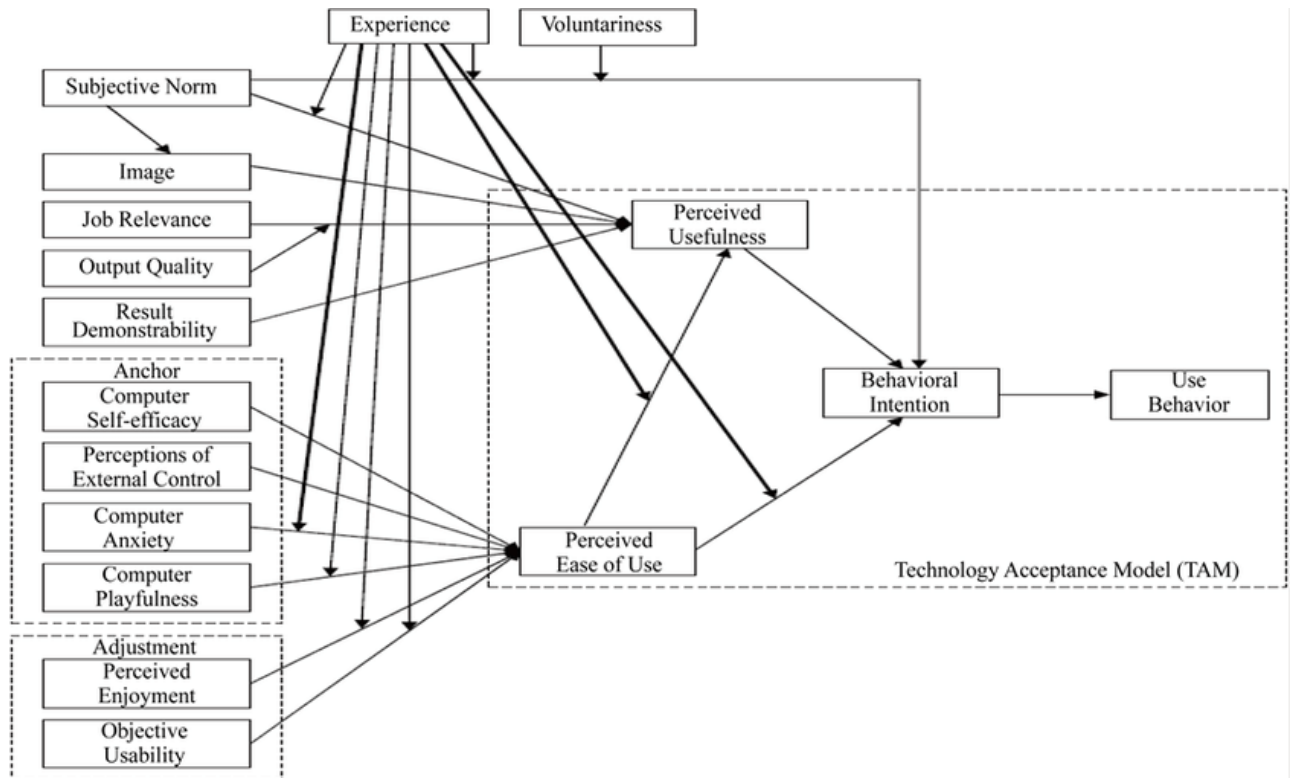 Experience
Voluntariness
Subjective Norm
Image
Job Relevance
Output Quality
Result
Demonstrability
Perceived
Usefulness
Anchor
Computer
Self-efficacy
Perceptions of
External Control
Computer
Anxiety
Computer
Playfulness
Behavioral
Intention
Use
Behavior
Perceived
Ease of Use
Technology Acceptance Model (TAM)
Adjustment
Perceived
Enjoyment
Objective
Usability